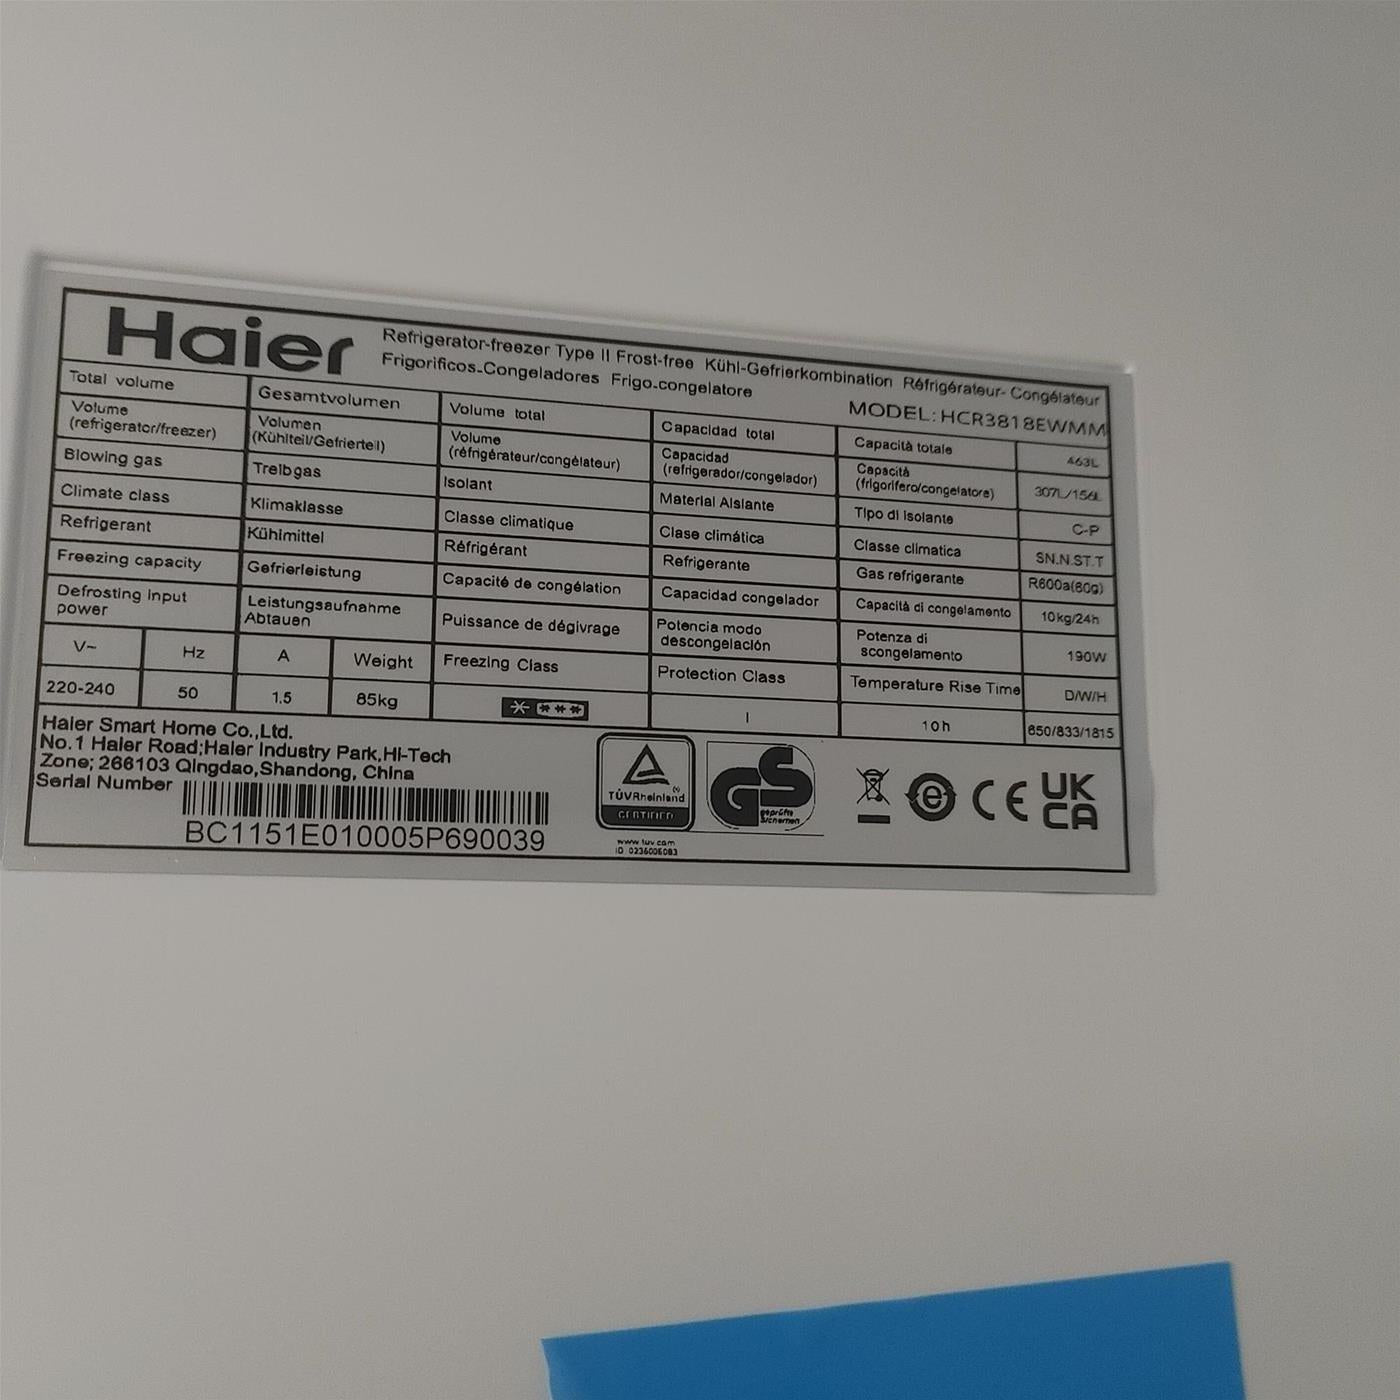 Haier
Refrigerator-freezer Type II Frost-free Kühl-Gefrierkombination Réfrigérateur- Congélateur
Frigoríficos-Congeladores Frigo-congelatore
MODEL: HCR3818EWMM
Total volume Gesamtvolumen Volume total Capacidad total Capacità totale 463L
Volume (refrigerator/freezer) Volumen (Kühlteil/Gefrierteil) Volume (réfrigérateur/congélateur) Capacidad (refrigerador/congelador) Capacità (frigorifero/congelatore) 307L/156L
Blowing gas Treibgas Isolant Material Aislante Tipo di isolante C-P
Climate class Klimaklasse Classe climatique Clase climática Classe climatica SN.N.ST.T
Refrigerant Kühlmittel Réfrigérant Refrigerante Gas refrigerante R600a(60g)
Freezing capacity Gefrierleistung Capacité de congélation Capacidad congelador Capacità di congelamento 10kg/24h
Defrosting input power Leistungsaufnahme Abtauen Puissance de dégivrage Potencia modo descongelación Potenza di scongelamento 190W
V~ Hz A Weight Freezing Class Protection Class Temperature Rise Time D/W/H
220-240 50 1.5 85kg I 10h 650/833/1815
Haier Smart Home Co.,Ltd.
No.1 Haier Road;Haier Industry Park,Hi-Tech
Zone; 266103 Qingdao,Shandong, China
Serial Number
BC1151E010005P690039
TÜVRheinland
CERTIFIED
www.tuv.com
ID 0236006083
GS
geprüfte
Sicherheit
e
CE
UK
CA